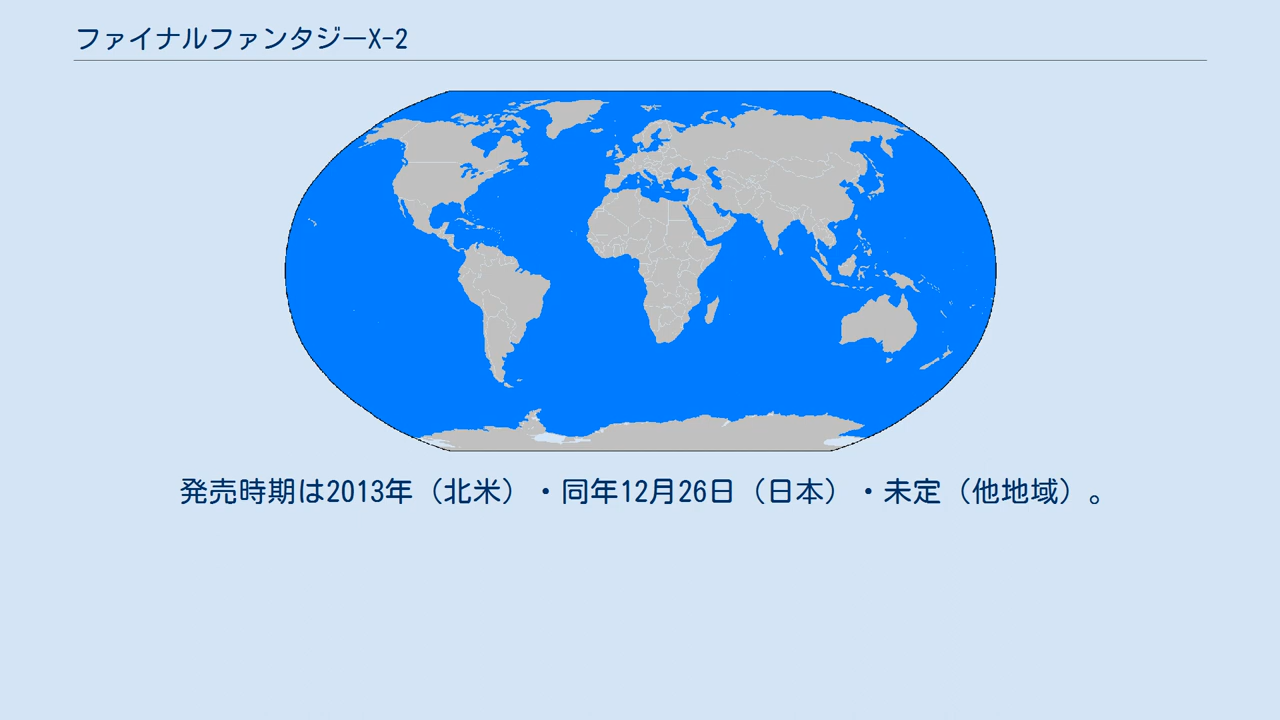 ファイナルファンタジーX-2
発売時期は2013年（北米）・同年12月26日（日本）・未定（他地域）。